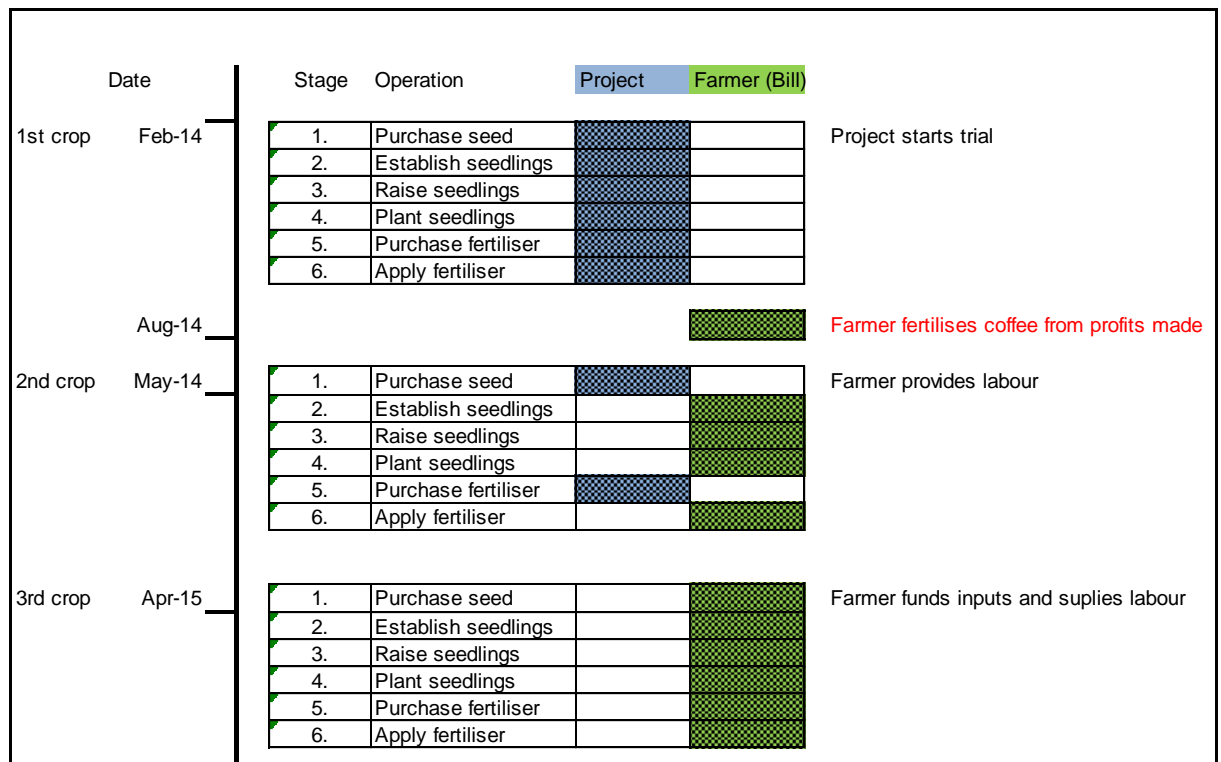 Date Stage Operation Project Farmer (Bill)
1st crop Feb-14 1. Purchase seed Project starts trial
2. Establish seedlings
3. Raise seedlings
4. Plant seedlings
5. Purchase fertiliser
6. Apply fertiliser
Aug-14 Farmer fertilises coffee from profits made
2nd crop May-14 1. Purchase seed Farmer provides labour
2. Establish seedlings
3. Raise seedlings
4. Plant seedlings
5. Purchase fertiliser
6. Apply fertiliser
3rd crop Apr-15 1. Purchase seed Farmer funds inputs and suplies labour
2. Establish seedlings
3. Raise seedlings
4. Plant seedlings
5. Purchase fertiliser
6. Apply fertiliser